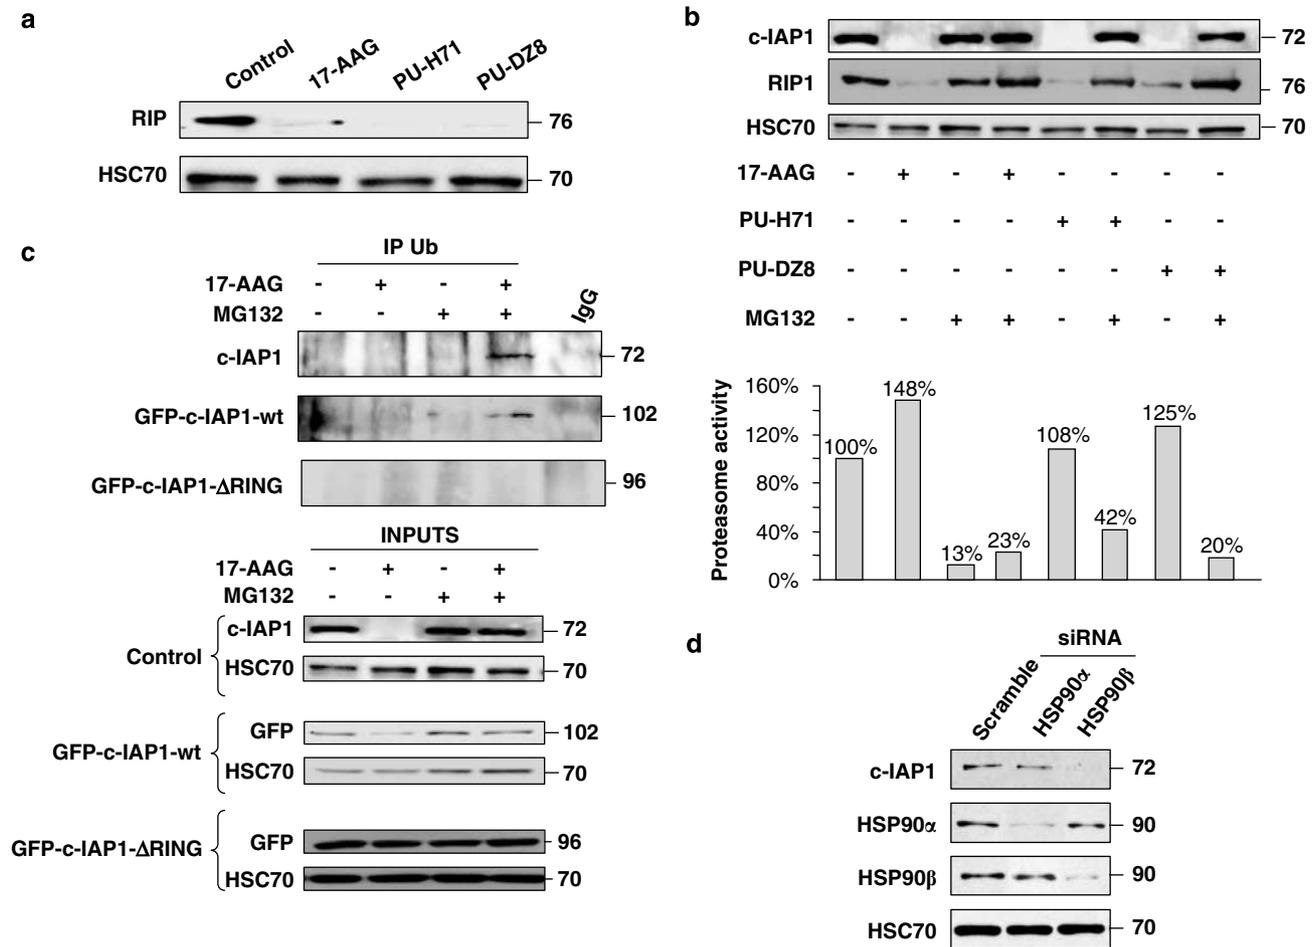 a
Control 17-AAG PU-H71 PU-DZ8
RIP 76
HSC70 70
b
c-IAP1 72
RIP1 76
HSC70 70
17-AAG - + - + - - - -
PU-H71 - - - - + + - -
PU-DZ8 - - - - - - + +
MG132 - - + + - + - +
Proteasome activity
160%
120%
80%
40%
0%
100% 148% 13% 23% 108% 42% 125% 20%
c
IP Ub
17-AAG - + - +
MG132 - - + + IgG
c-IAP1 72
GFP-c-IAP1-wt 102
GFP-c-IAP1-ΔRING 96
INPUTS
17-AAG - + - +
MG132 - - + +
Control
c-IAP1 72
HSC70 70
GFP-c-IAP1-wt
GFP 102
HSC70 70
GFP-c-IAP1-ΔRING
GFP 96
HSC70 70
d
siRNA
Scramble HSP90α HSP90β
c-IAP1 72
HSP90α 90
HSP90β 90
HSC70 70